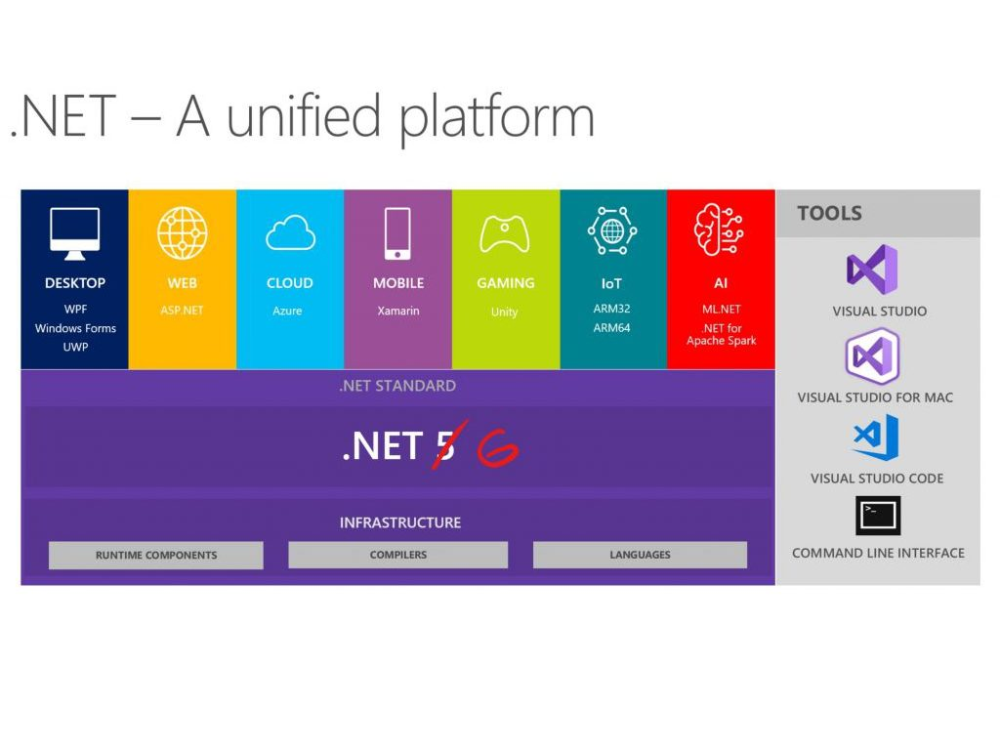 .NET – A unified platform
DESKTOP
WPF
Windows Forms
UWP
WEB
ASP.NET
CLOUD
Azure
MOBILE
Xamarin
GAMING
Unity
IoT
ARM32
ARM64
AI
ML.NET
.NET for
Apache Spark
.NET STANDARD
.NET 5 6
INFRASTRUCTURE
RUNTIME COMPONENTS
COMPILERS
LANGUAGES
TOOLS
VISUAL STUDIO
VISUAL STUDIO FOR MAC
VISUAL STUDIO CODE
>_
COMMAND LINE INTERFACE